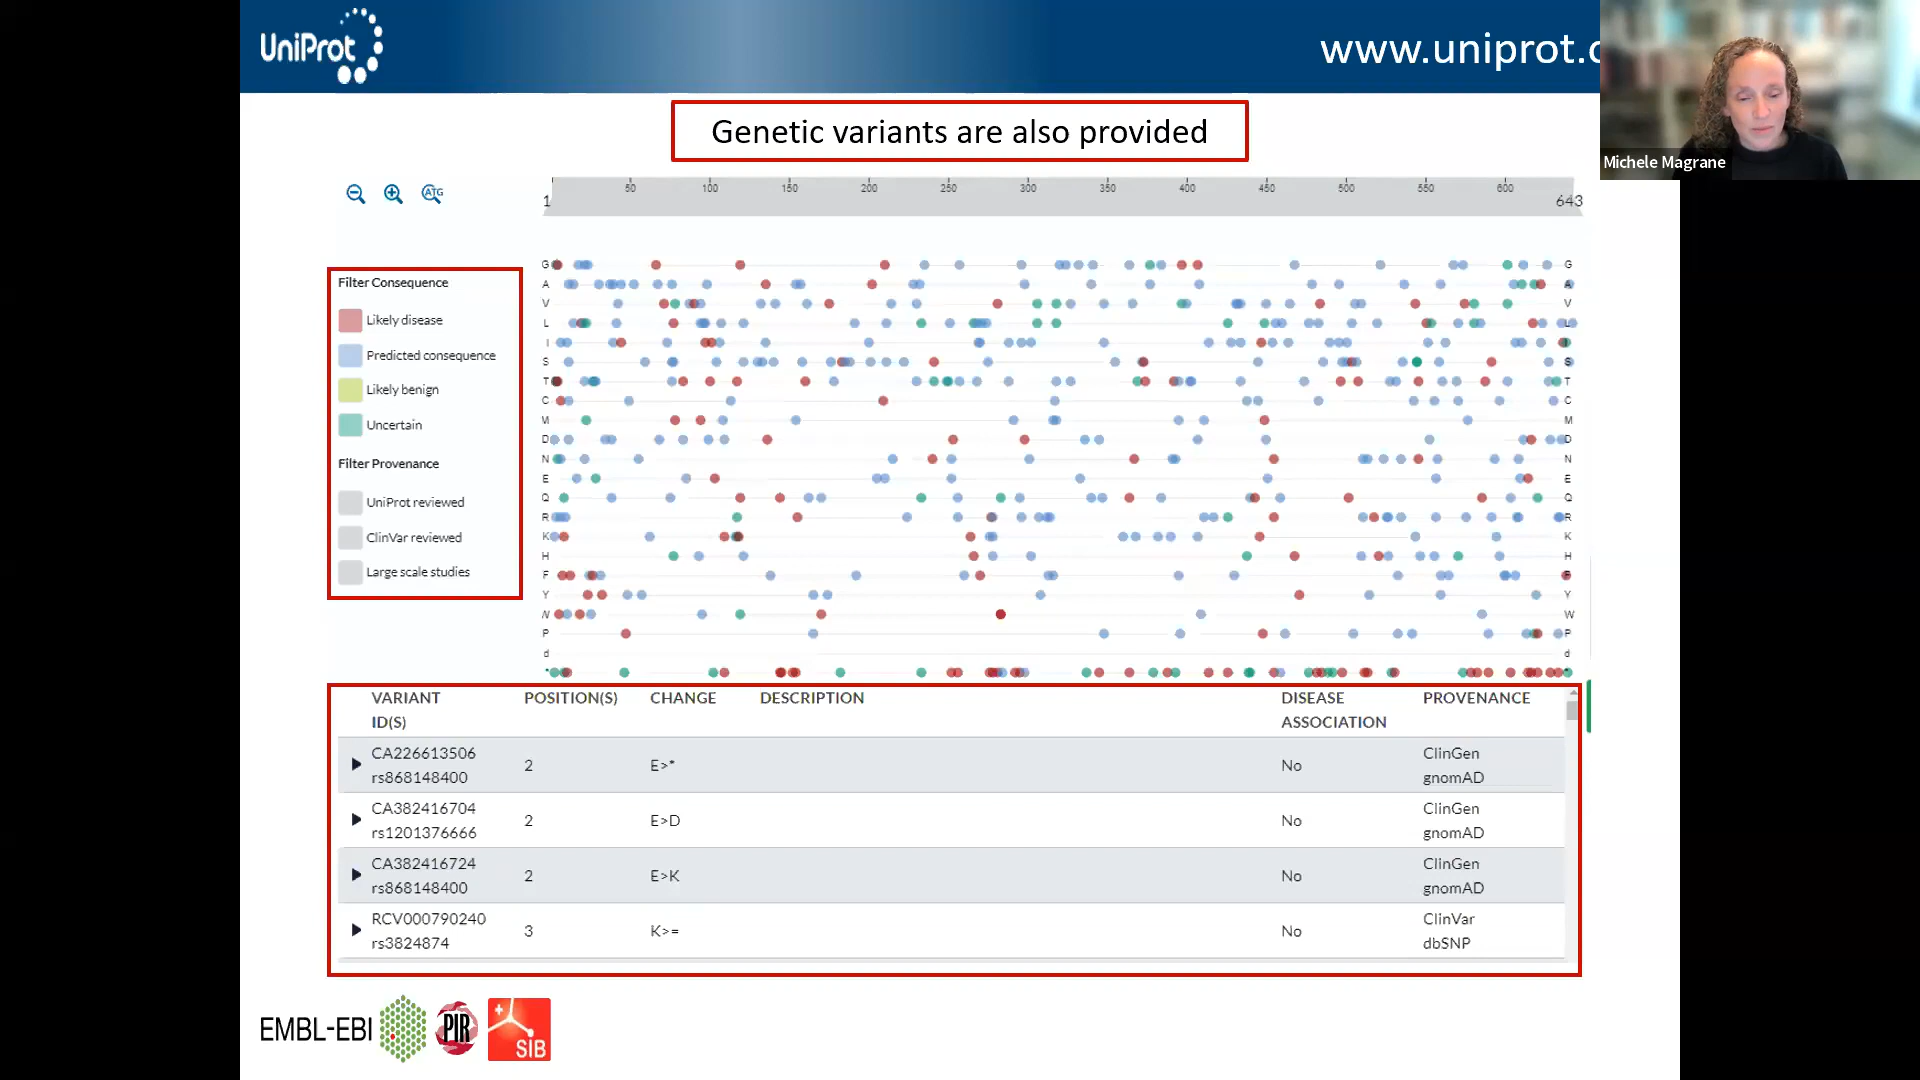 UniProt
www.uniprot.
Michele Magrane
Genetic variants are also provided
ATG
50 100 150 200 250 300 350 400 450 500 550 600
1 643
Filter Consequence
Likely disease
Predicted consequence
Likely benign
Uncertain
Filter Provenance
UniProt reviewed
ClinVar reviewed
Large scale studies
G G
A A
V V
L L
I I
S S
T T
C C
M M
D D
N N
E E
Q Q
R R
K K
H H
F F
Y Y
W W
P P
d d
* *
VARIANT ID(S) POSITION(S) CHANGE DESCRIPTION DISEASE ASSOCIATION PROVENANCE
CA226613506 ClinGen
2 E>* No
rs868148400 gnomAD
CA382416704 ClinGen
2 E>D No
rs1201376666 gnomAD
CA382416724 ClinGen
2 E>K No
rs868148400 gnomAD
RCV000790240 ClinVar
3 K>= No
rs3824874 dbSNP
EMBL-EBI PIR SIB